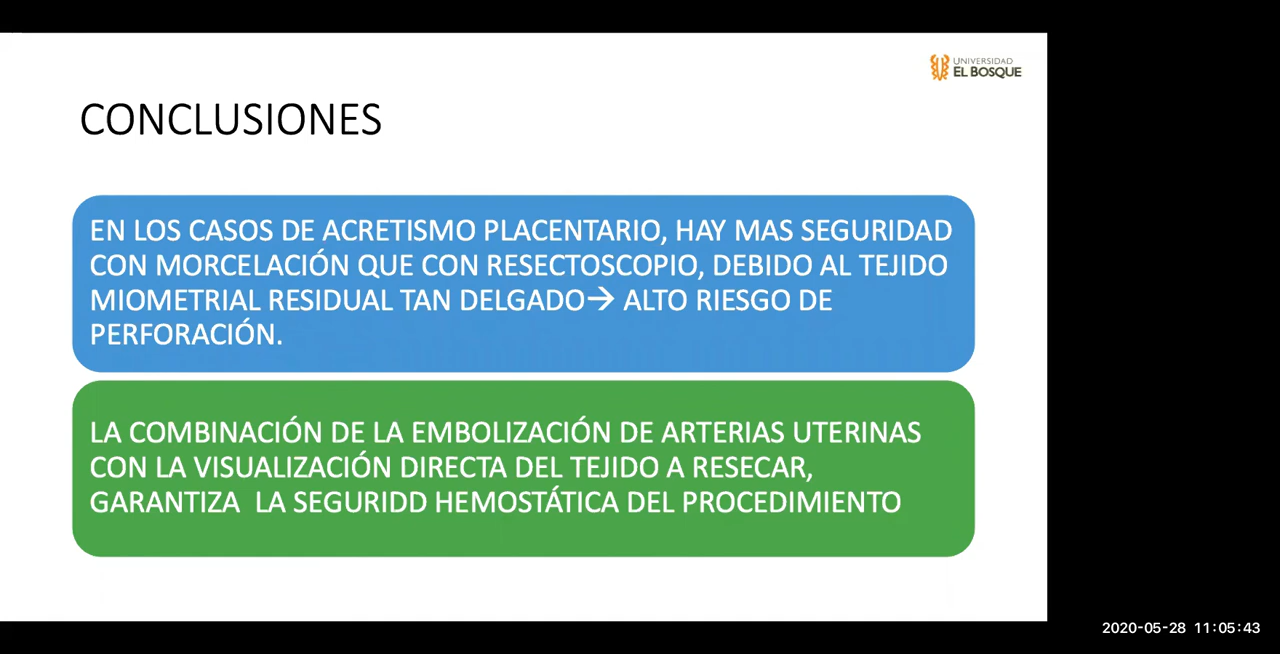 UNIVERSIDAD
EL BOSQUE
CONCLUSIONES
EN LOS CASOS DE ACRETISMO PLACENTARIO, HAY MAS SEGURIDAD
CON MORCELACIÓN QUE CON RESECTOSCOPIO, DEBIDO AL TEJIDO
MIOMETRIAL RESIDUAL TAN DELGADO→ ALTO RIESGO DE
PERFORACIÓN.
LA COMBINACIÓN DE LA EMBOLIZACIÓN DE ARTERIAS UTERINAS
CON LA VISUALIZACIÓN DIRECTA DEL TEJIDO A RESECAR,
GARANTIZA LA SEGURIDD HEMOSTÁTICA DEL PROCEDIMIENTO
2020-05-28 11:05:43